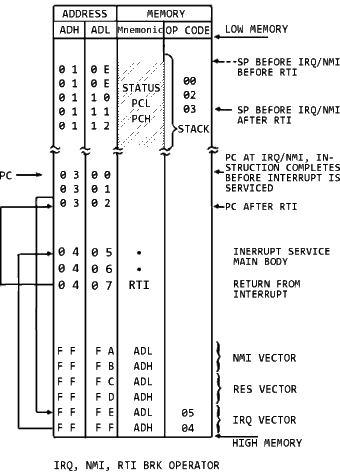 ADDRESS MEMORY
ADH ADL Mnemonic OP CODE
LOW MEMORY
SP BEFORE IRQ/NMI
BEFORE RTI
0 1 0 E
0 1 0 E STATUS 00
0 1 1 0 PCL 02
0 1 1 1 PCH 03 SP BEFORE IRQ/NMI
AFTER RTI
0 1 1 2 STACK
PC AT IRQ/NMI, IN-
STRUCTION COMPLETES
BEFORE INTERRUPT IS
SERVICED
PC 0 3 0 0
0 3 0 1
0 3 0 2 PC AFTER RTI
0 4 0 5 • INERRUPT SERVICE
MAIN BODY
0 4 0 6 •
0 4 0 7 RTI RETURN FROM
INTERRUPT
F F F A ADL
NMI VECTOR
F F F B ADH
F F F C ADL
RES VECTOR
F F F D ADH
F F F E ADL 05
IRQ VECTOR
F F F F ADH 04
HIGH MEMORY
IRQ, NMI, RTI BRK OPERATOR